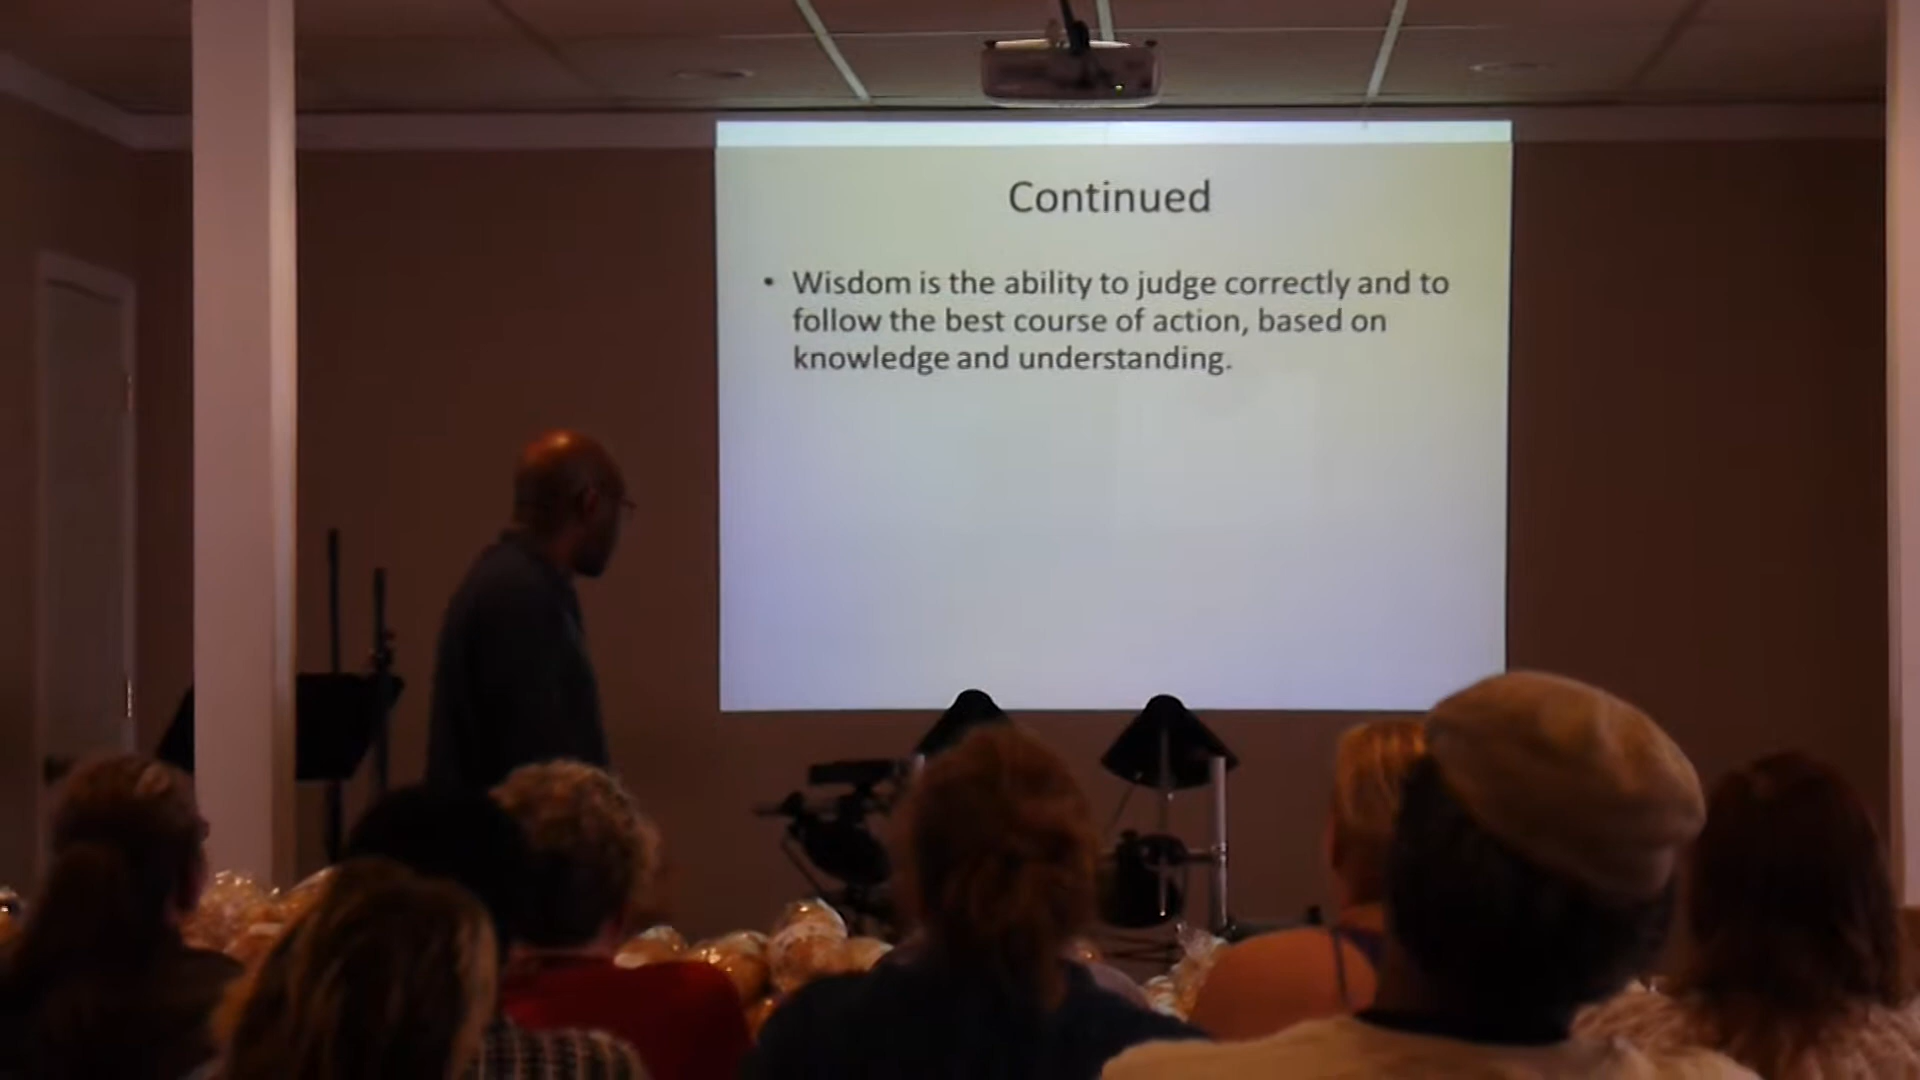 Continued
• Wisdom is the ability to judge correctly and to
follow the best course of action, based on
knowledge and understanding.